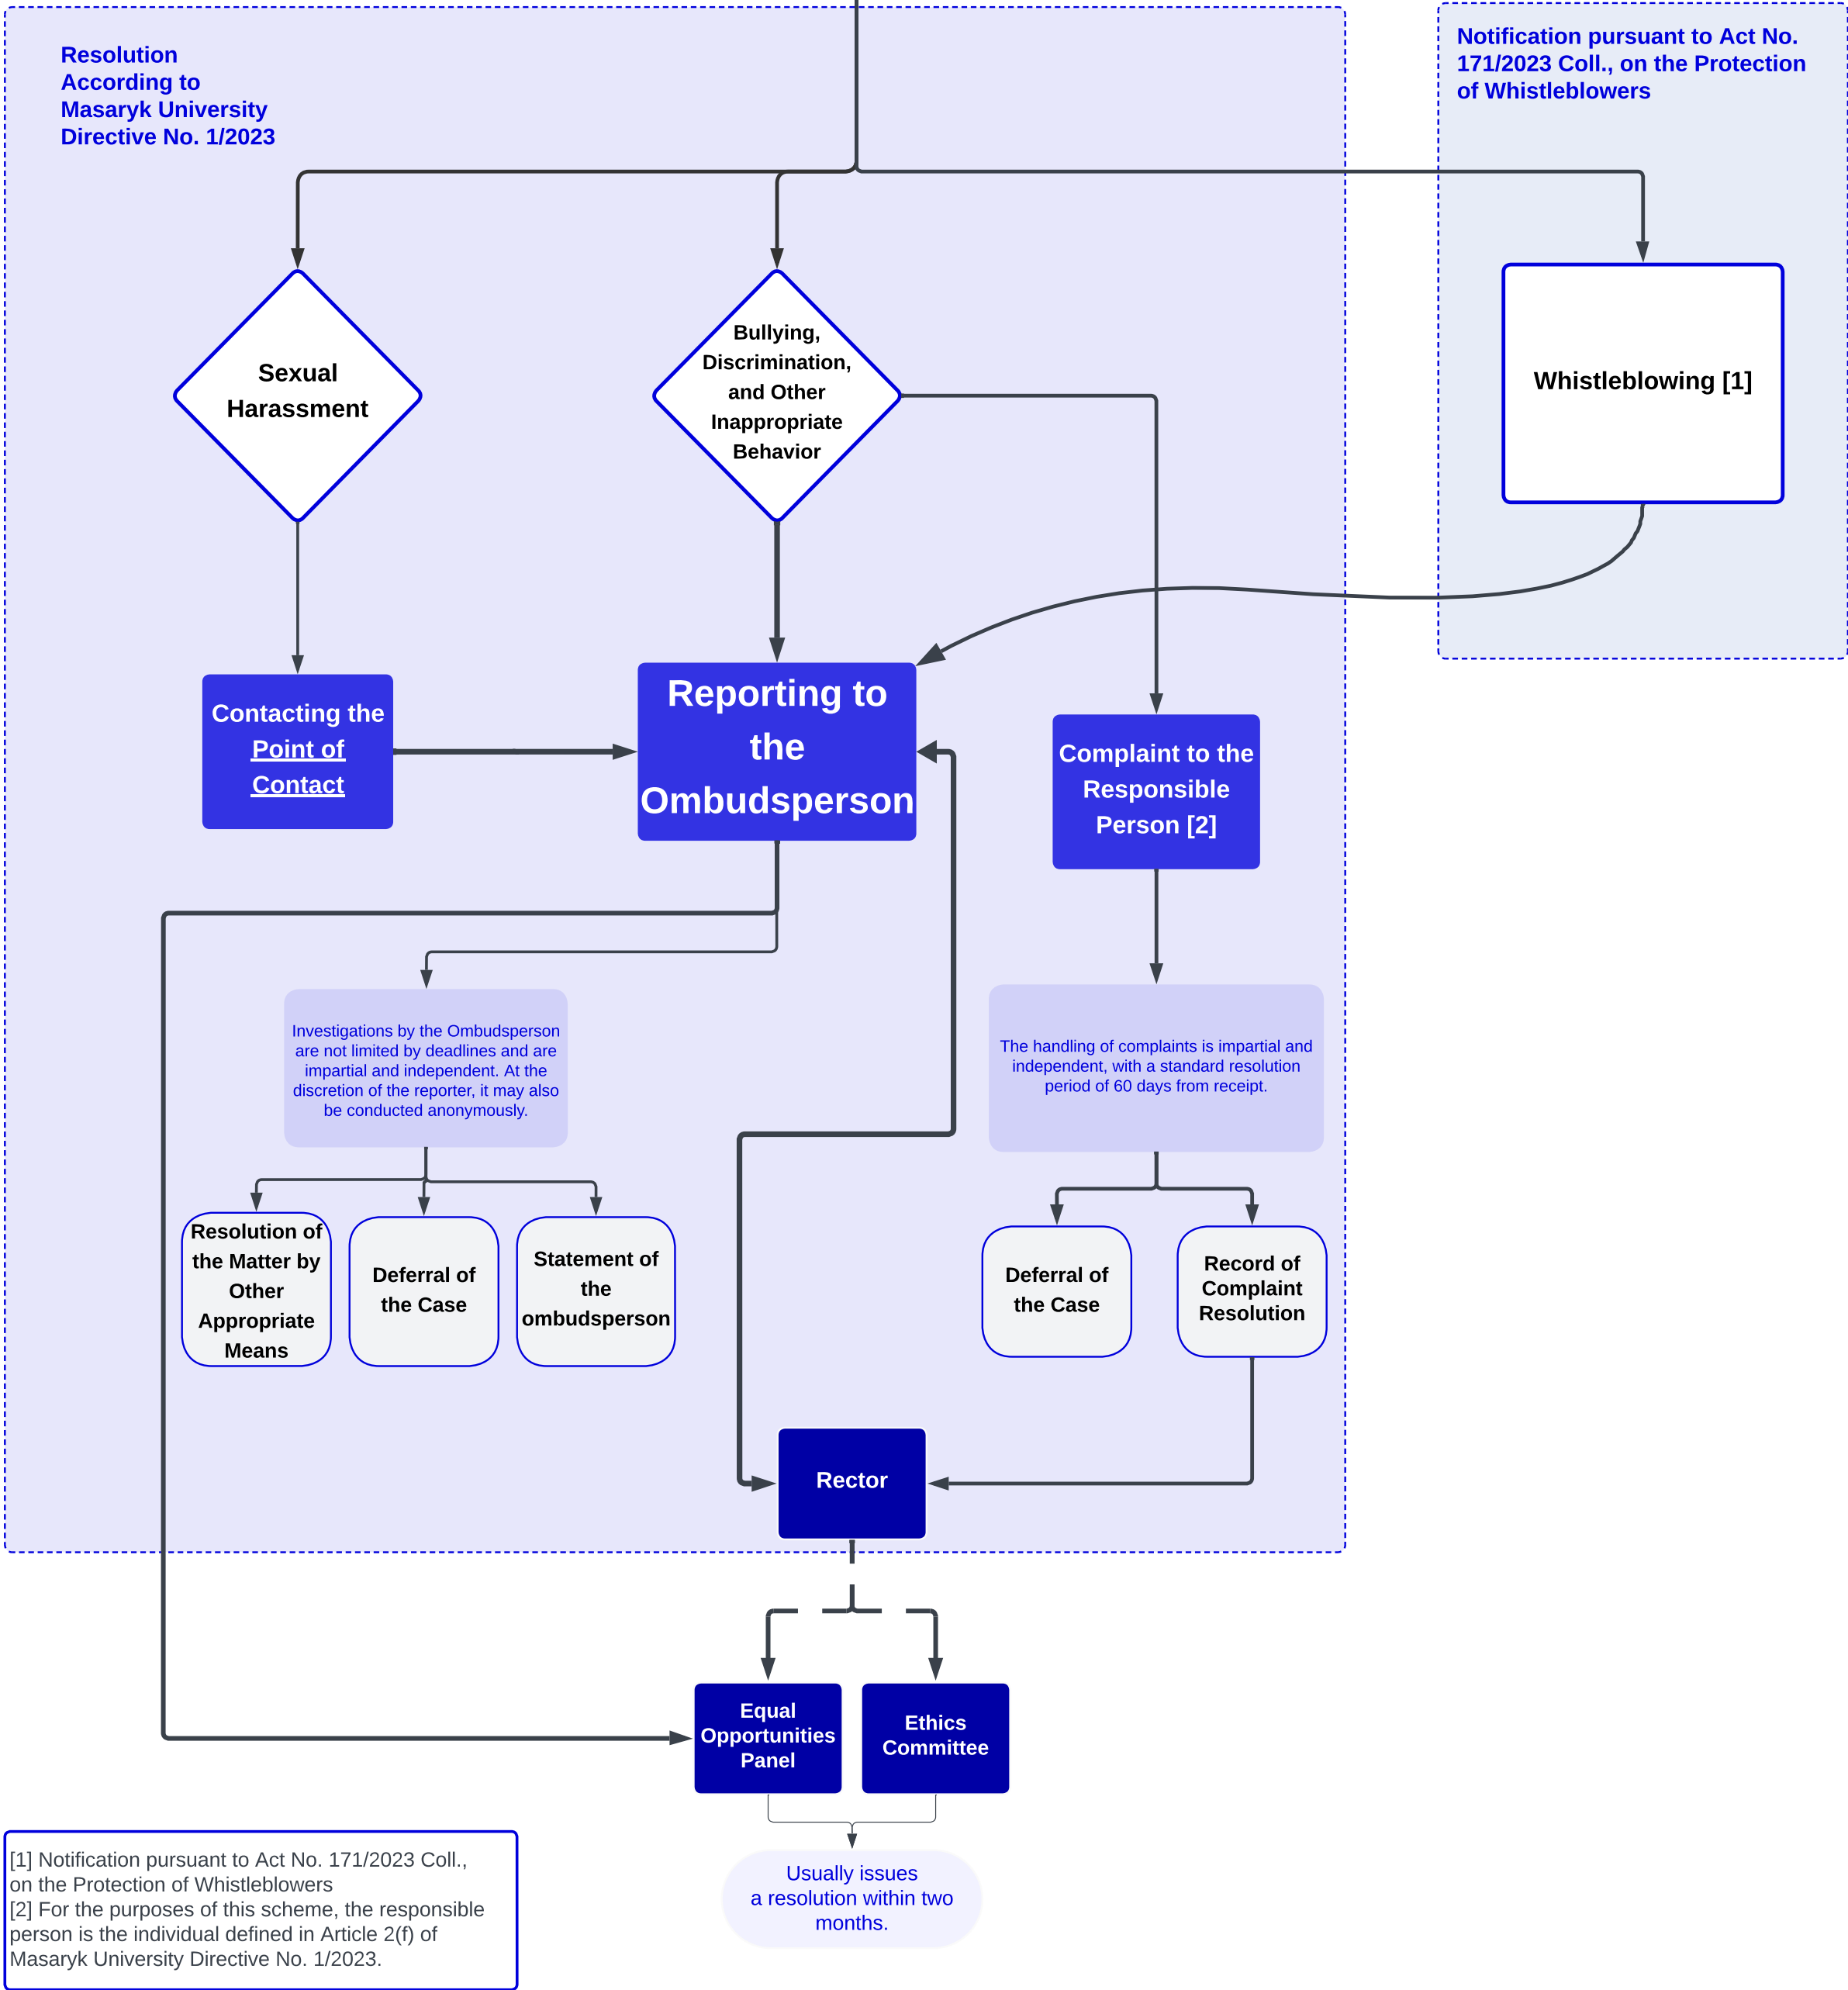 Resolution
According to
Masaryk University
Directive No. 1/2023
Notification pursuant to Act No.
171/2023 Coll., on the Protection
of Whistleblowers
Sexual
Harassment
Bullying,
Discrimination,
and Other
Inappropriate
Behavior
Whistleblowing [1]
Contacting the
Point of
Contact
Reporting to
the
Ombudsperson
Complaint to the
Responsible
Person [2]
Investigations by the Ombudsperson
are not limited by deadlines and are
impartial and independent. At the
discretion of the reporter, it may also
be conducted anonymously.
The handling of complaints is impartial and
independent, with a standard resolution
period of 60 days from receipt.
Resolution of
the Matter by
Other
Appropriate
Means
Deferral of
the Case
Statement of
the
ombudsperson
Deferral of
the Case
Record of
Complaint
Resolution
Rector
Equal
Opportunities
Panel
Ethics
Committee
Usually issues
a resolution within two
months.
[1] Notification pursuant to Act No. 171/2023 Coll.,
on the Protection of Whistleblowers
[2] For the purposes of this scheme, the responsible
person is the individual defined in Article 2(f) of
Masaryk University Directive No. 1/2023.